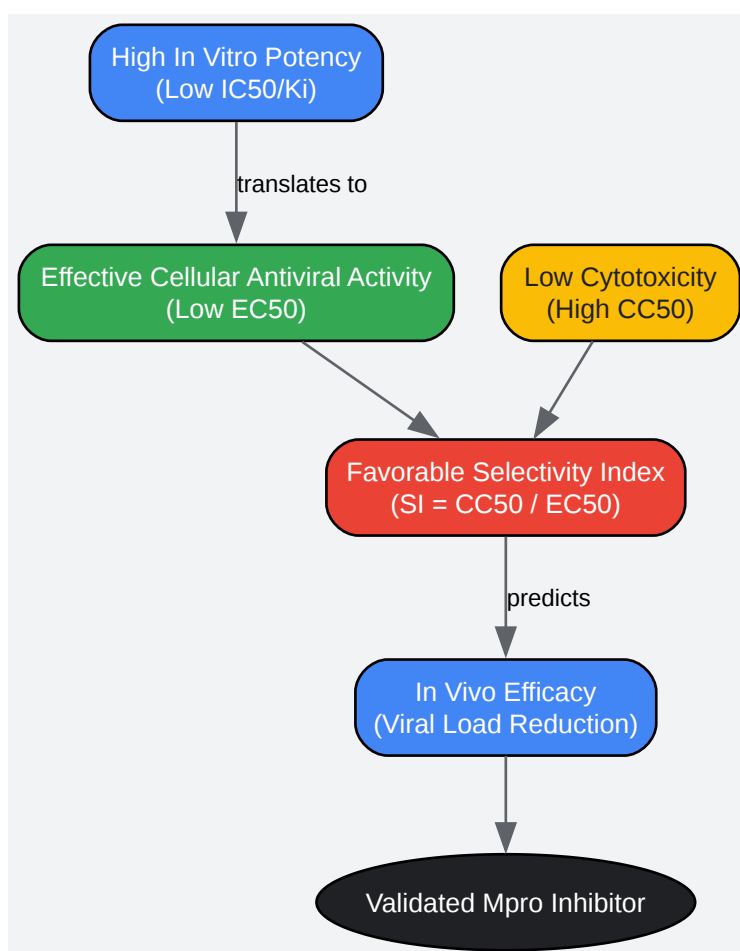 High In Vitro Potency
(Low IC50/Ki)
translates to
Effective Cellular Antiviral Activity
(Low EC50)
Low Cytotoxicity
(High CC50)
Favorable Selectivity Index
(SI = CC50 / EC50)
predicts
In Vivo Efficacy
(Viral Load Reduction)
Validated Mpro Inhibitor